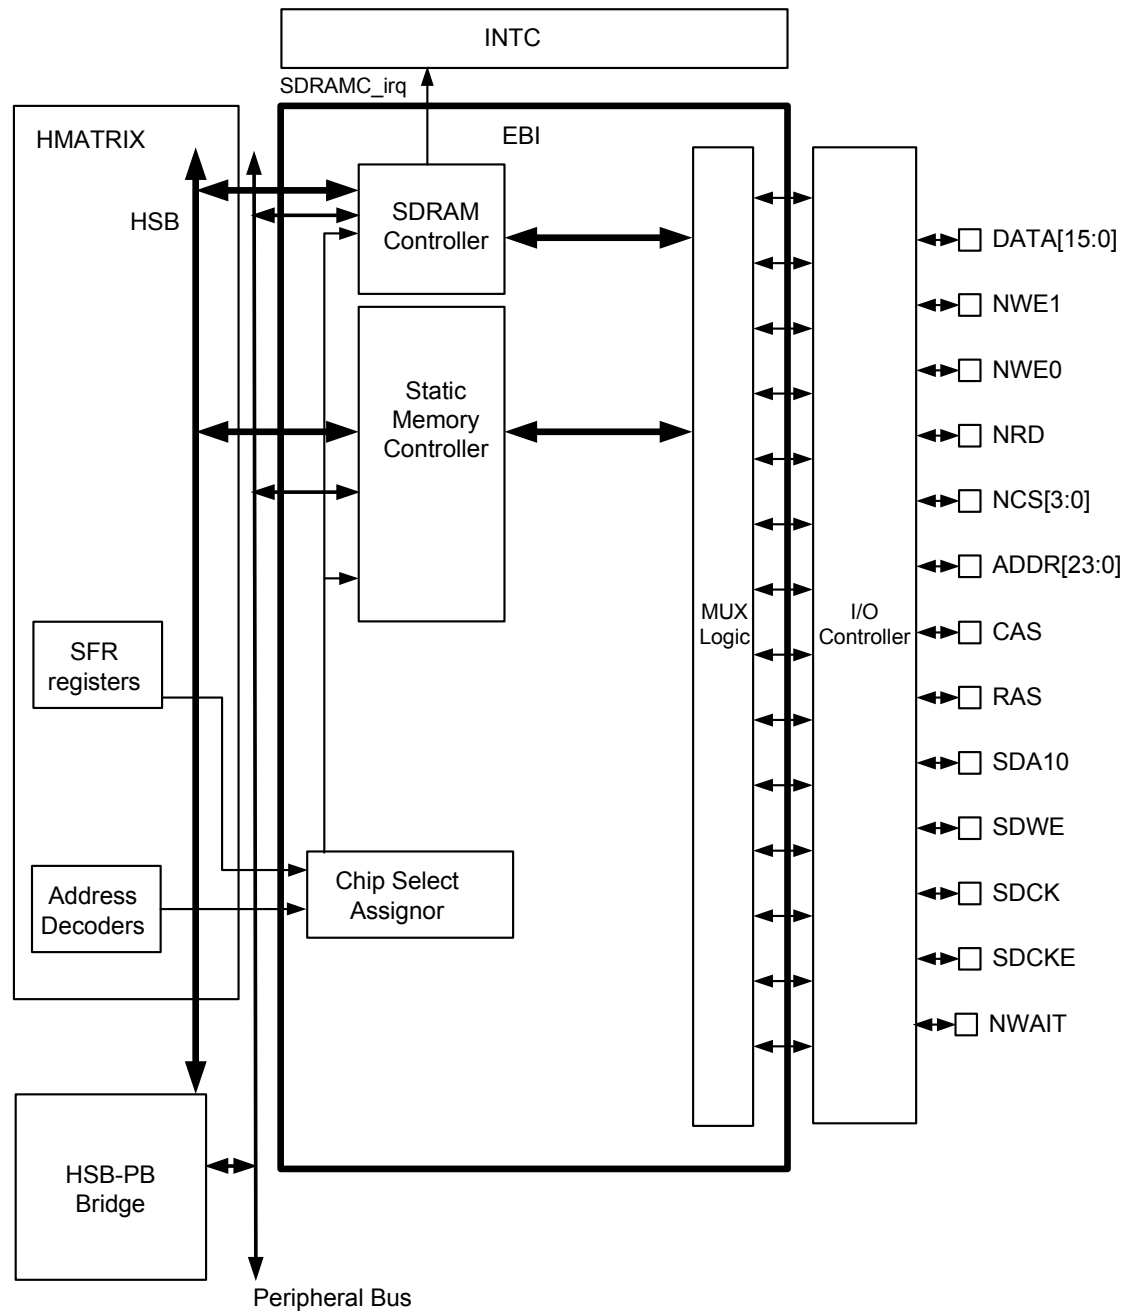 INTC
SDRAMC_irq
HMATRIX
EBI
HSB
SDRAM
Controller
Static
Memory
Controller
SFR
registers
Address
Decoders
Chip Select
Assignor
MUX
Logic
I/O
Controller
DATA[15:0]
NWE1
NWE0
NRD
NCS[3:0]
ADDR[23:0]
CAS
RAS
SDA10
SDWE
SDCK
SDCKE
NWAIT
HSB-PB
Bridge
Peripheral Bus